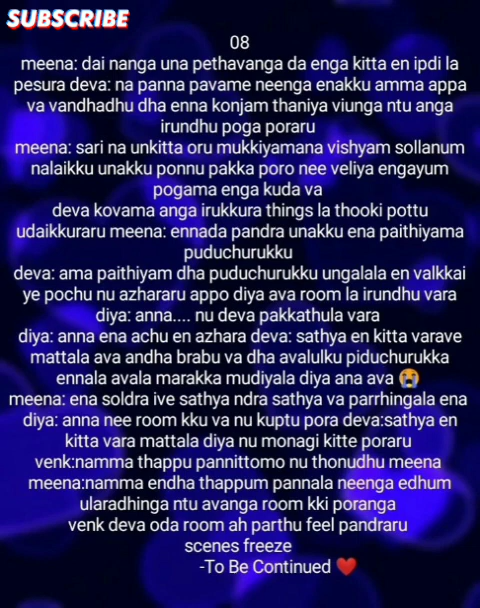 SUBSCRIBE
08
meena: dai nanga una pethavanga da enga kitta en ipdi la
pesura deva: na panna pavame neenga enakku amma appa
va vandhadhu dha enna konjam thaniya viunga ntu anga
irundhu poga poraru
meena: sari na unkitta oru mukkiyamana vishyam sollanum
nalaikku unakku ponnu pakka poro nee veliya engayum
pogama enga kuda va
deva kovama anga irukkura things la thooki pottu
udaikkuraru meena: ennada pandra unakku ena paithiyama
puduchurukku
deva: ama paithiyam dha puduchurukku ungalala en valkkai
ye pochu nu azhararu appo diya ava room la irundhu vara
diya: anna.... nu deva pakkathula vara
diya: anna ena achu en azhara deva: sathya en kitta varave
mattala ava andha brabu va dha avalulku piduchurukka
ennala avala marakka mudiyala diya ana ava 😭
meena: ena soldra ive sathya ndra sathya va parrhingala ena
diya: anna nee room kku va nu kuptu pora deva:sathya en
kitta vara mattala diya nu monagi kitte poraru
venk:namma thappu pannittomo nu thonudhu meena
meena:namma endha thappum pannala neenga edhum
ularadhinga ntu avanga room kki poranga
venk deva oda room ah parthu feel pandraru
scenes freeze
-To Be Continued ❤️